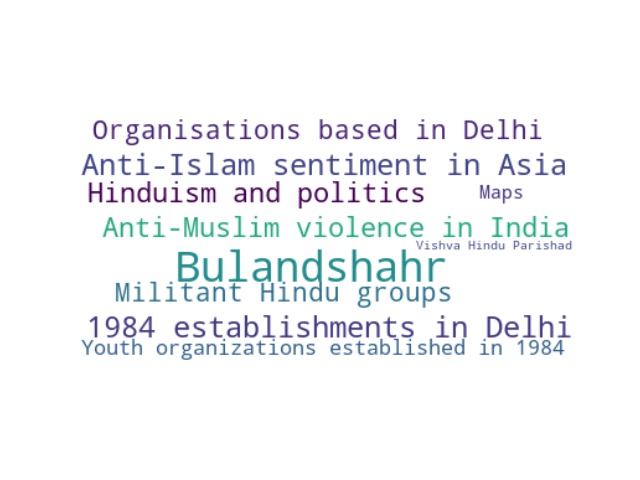 Organisations based in Delhi
Anti-Islam sentiment in Asia
Hinduism and politics
Maps
Anti-Muslim violence in India
Vishva Hindu Parishad
Bulandshahr
Militant Hindu groups
1984 establishments in Delhi
Youth organizations established in 1984